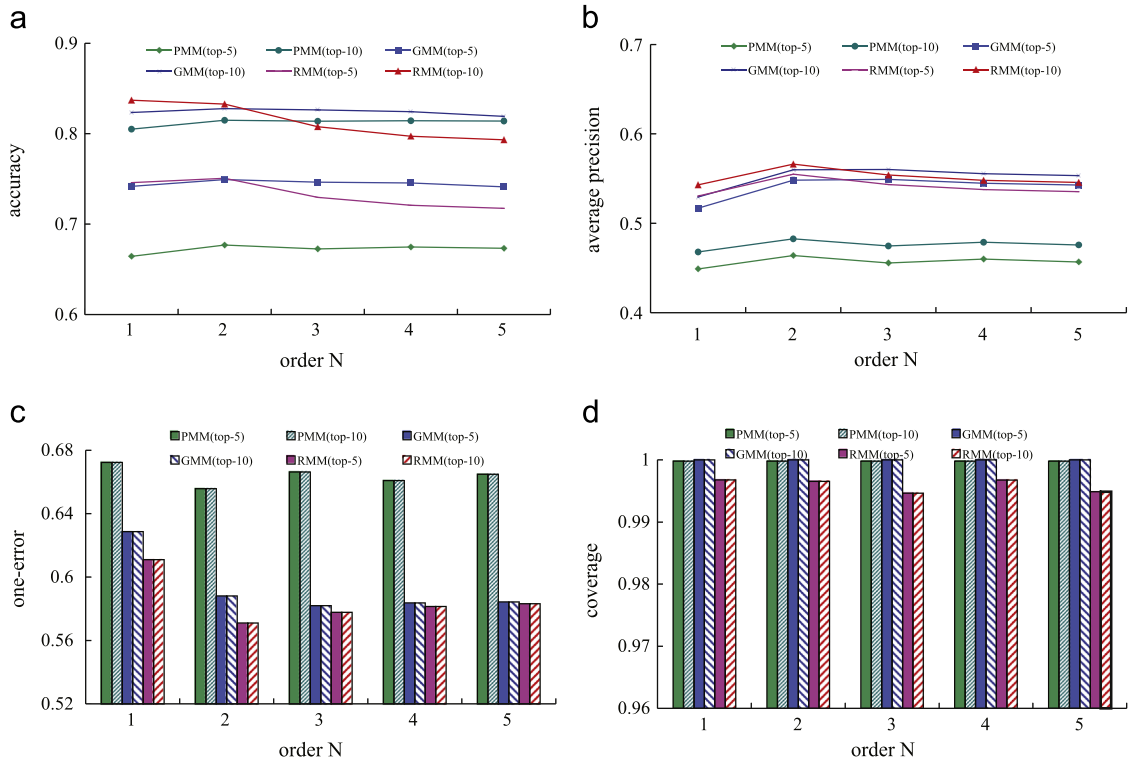 a
0.9
0.8
0.7
0.6
accuracy
PMM(top-5) PMM(top-10) GMM(top-5)
GMM(top-10) RMM(top-5) RMM(top-10)
1 2 3 4 5
order N
b
0.7
0.6
0.5
0.4
average precision
PMM(top-5) PMM(top-10) GMM(top-5)
GMM(top-10) RMM(top-5) RMM(top-10)
1 2 3 4 5
order N
c
0.68
0.64
0.6
0.56
0.52
one-error
PMM(top-5) PMM(top-10) GMM(top-5)
GMM(top-10) RMM(top-5) RMM(top-10)
1 2 3 4 5
order N
d
1
0.99
0.98
0.97
0.96
coverage
PMM(top-5) PMM(top-10) GMM(top-5)
GMM(top-10) RMM(top-5) RMM(top-10)
1 2 3 4 5
order N